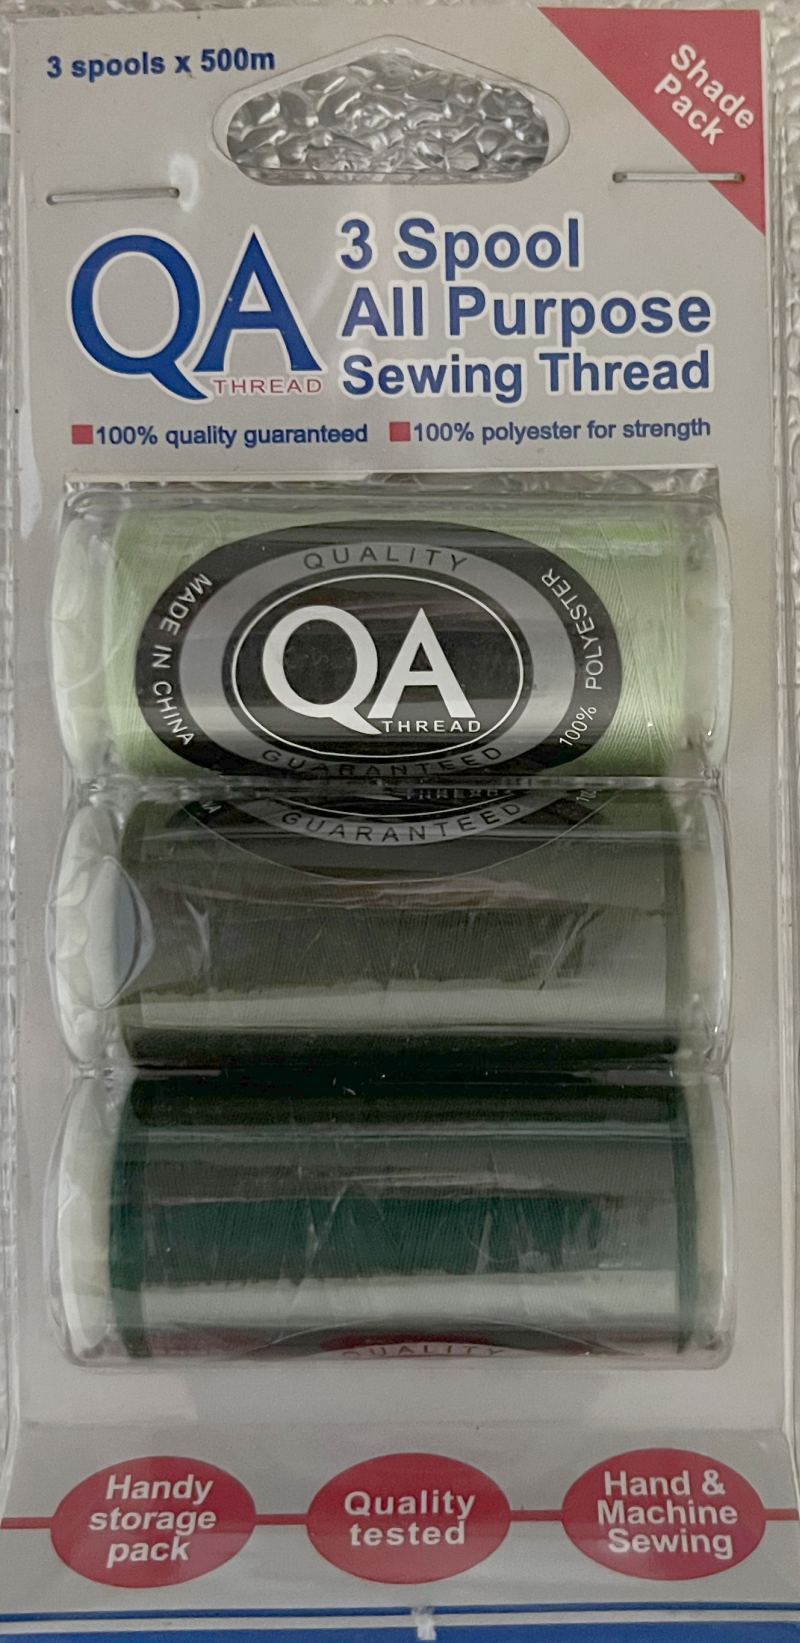 3 spools x 500m
Shade
Pack
QA
THREAD
3 Spool
All Purpose
Sewing Thread
100% quality guaranteed
100% polyester for strength
QUALITY
MADE IN CHINA
100% POLYESTER
QA
THREAD
GUARANTEED
GUARANTEED
QUALITY
Handy
storage
pack
Quality
tested
Hand &
Machine
Sewing